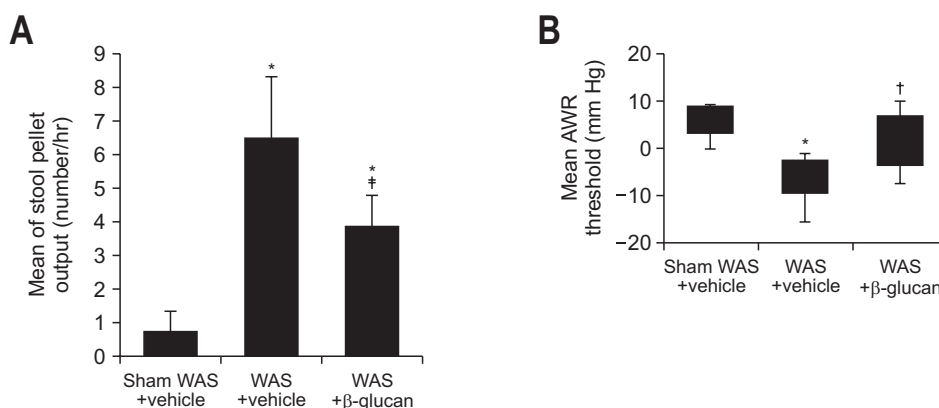 A
Mean of stool pellet
output (number/hr)
9
8
7
6
5
4
3
2
1
0
*
*
‡
Sham WAS
+vehicle
WAS
+vehicle
WAS
+β-glucan
B
Mean AWR
threshold (mm Hg)
20
10
0
−10
−20
*
†
Sham WAS
+vehicle
WAS
+vehicle
WAS
+β-glucan